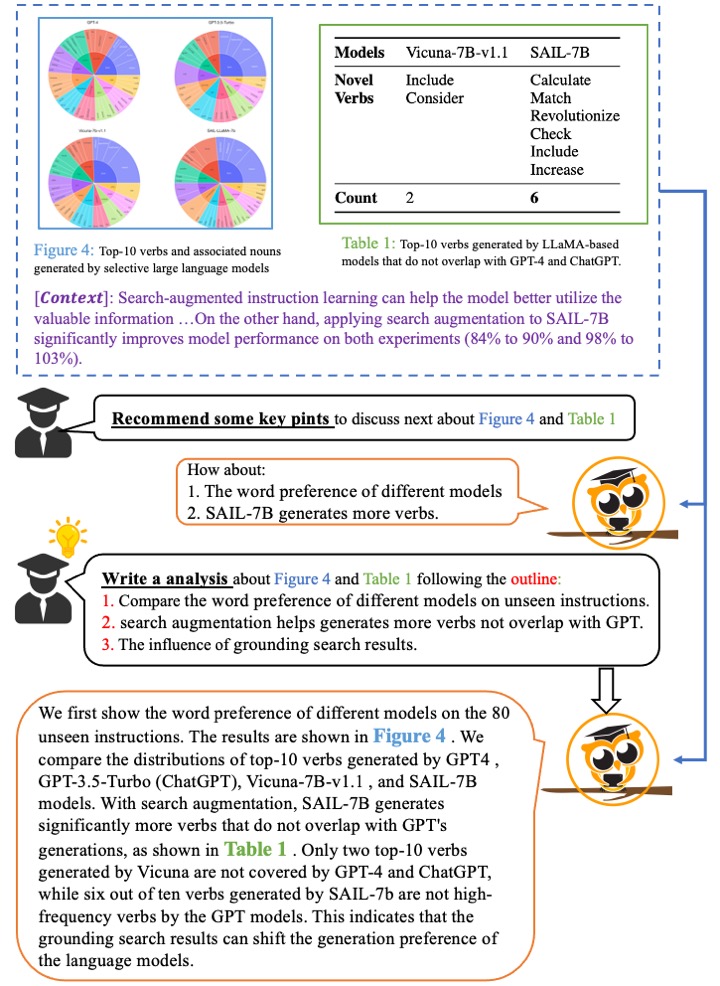 GPT-4
GPT-3.5-Turbo
Vicuna-7b-v1.1
SAIL-LLaMA-7b
Figure 4: Top-10 verbs and associated nouns
generated by selective large language models
Models Vicuna-7B-v1.1 SAIL-7B
Novel Include Calculate
Verbs Consider Match
Revolutionize
Check
Include
Increase
Count 2 6
Table 1: Top-10 verbs generated by LLaMA-based
models that do not overlap with GPT-4 and ChatGPT.
[Context]: Search-augmented instruction learning can help the model better utilize the
valuable information …On the other hand, applying search augmentation to SAIL-7B
significantly improves model performance on both experiments (84% to 90% and 98% to
103%).
Recommend some key pints to discuss next about Figure 4 and Table 1
How about:
1. The word preference of different models
2. SAIL-7B generates more verbs.
Write a analysis about Figure 4 and Table 1 following the outline:
1. Compare the word preference of different models on unseen instructions.
2. search augmentation helps generates more verbs not overlap with GPT.
3. The influence of grounding search results.
We first show the word preference of different models on the 80
unseen instructions. The results are shown in Figure 4 . We
compare the distributions of top-10 verbs generated by GPT4 ,
GPT-3.5-Turbo (ChatGPT), Vicuna-7B-v1.1 , and SAIL-7B
models. With search augmentation, SAIL-7B generates
significantly more verbs that do not overlap with GPT's
generations, as shown in Table 1 . Only two top-10 verbs
generated by Vicuna are not covered by GPT-4 and ChatGPT,
while six out of ten verbs generated by SAIL-7b are not high-
frequency verbs by the GPT models. This indicates that the
grounding search results can shift the generation preference of
the language models.